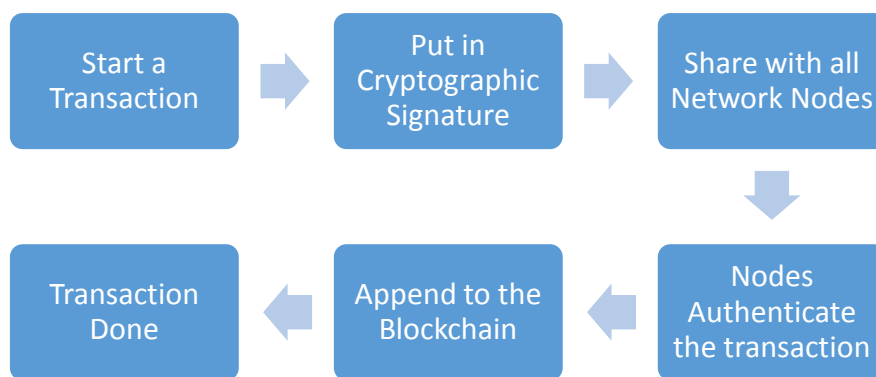 Start a
Transaction
Put in
Cryptographic
Signature
Share with all
Network Nodes
Nodes
Authenticate
the transaction
Append to the
Blockchain
Transaction
Done